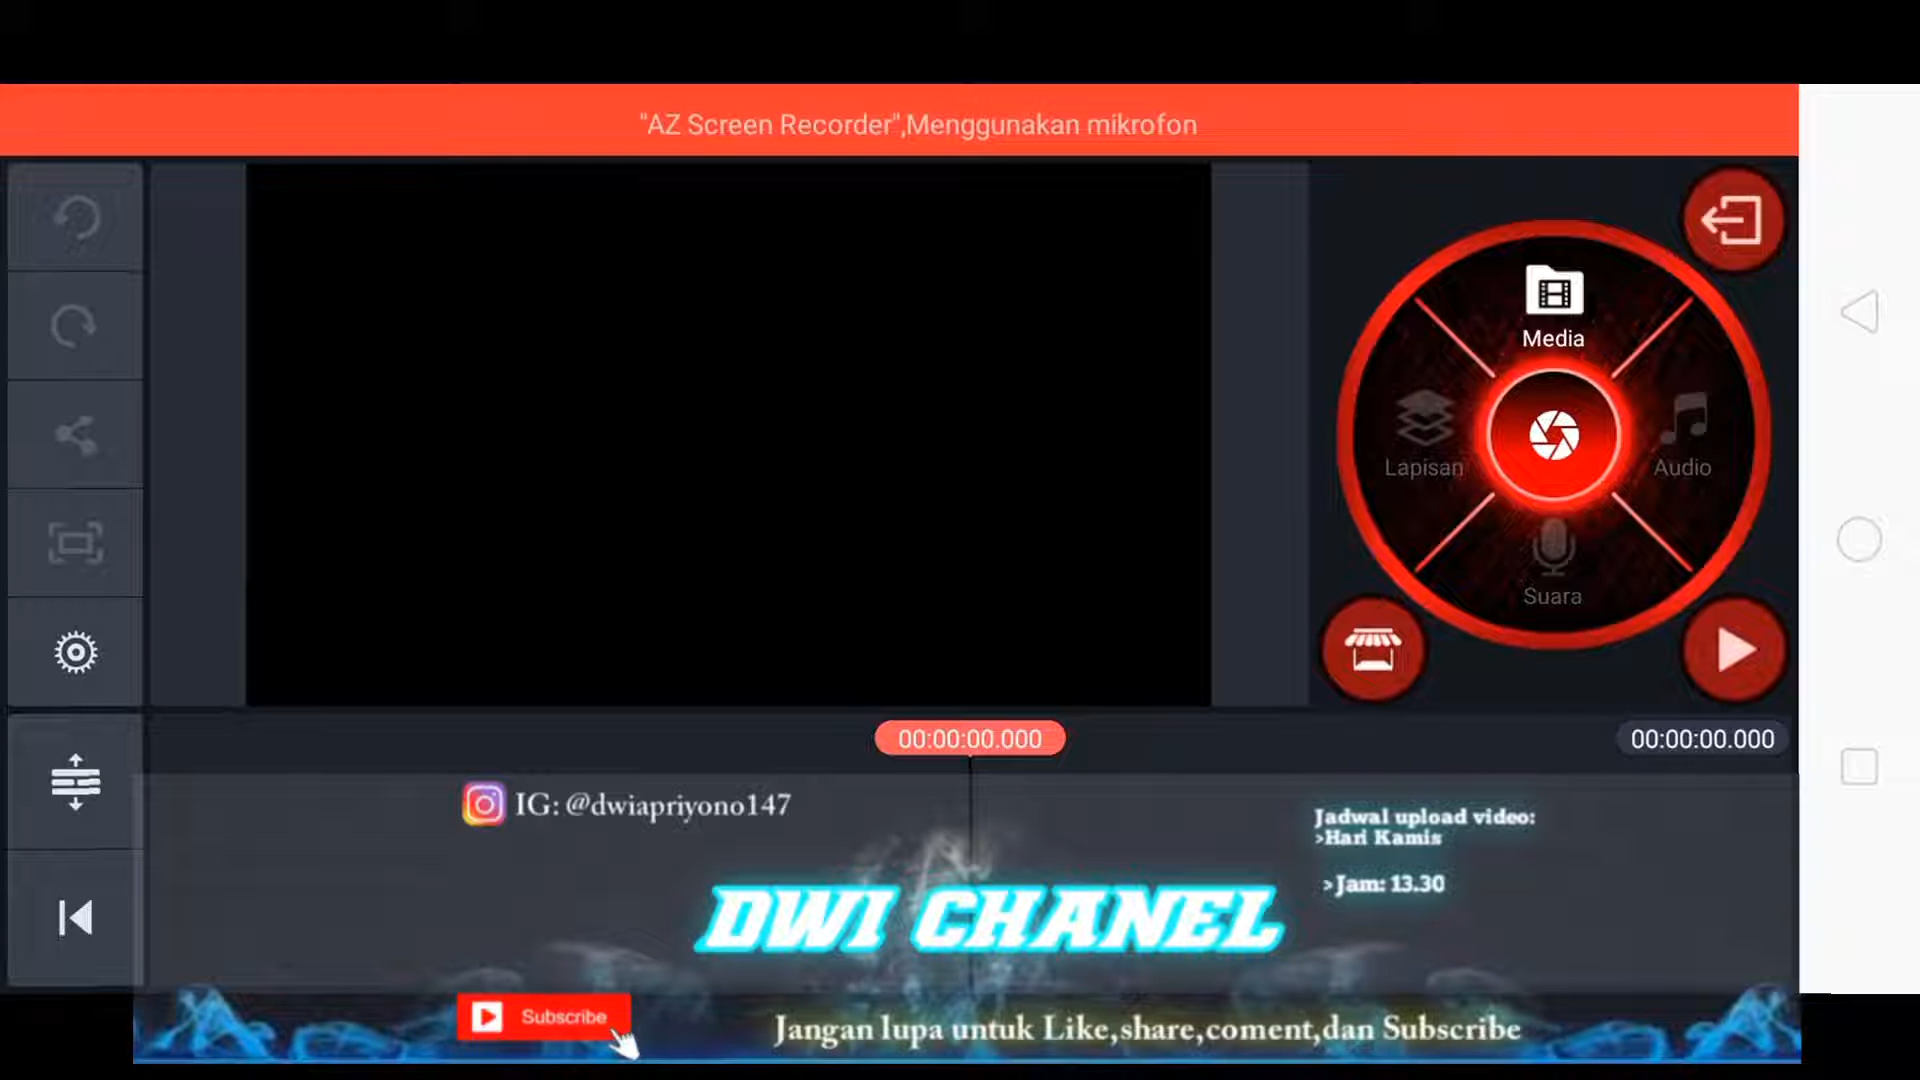 "AZ Screen Recorder",Menggunakan mikrofon
Media
Lapisan
Audio
Suara
00:00:00.000
00:00:00.000
IG: @dwiapriyono147
Jadwal upload video:
>Hari Kamis
>Jam: 13.30
DWI CHANEL
Subscribe
Jangan lupa untuk Like,share,coment,dan Subscribe